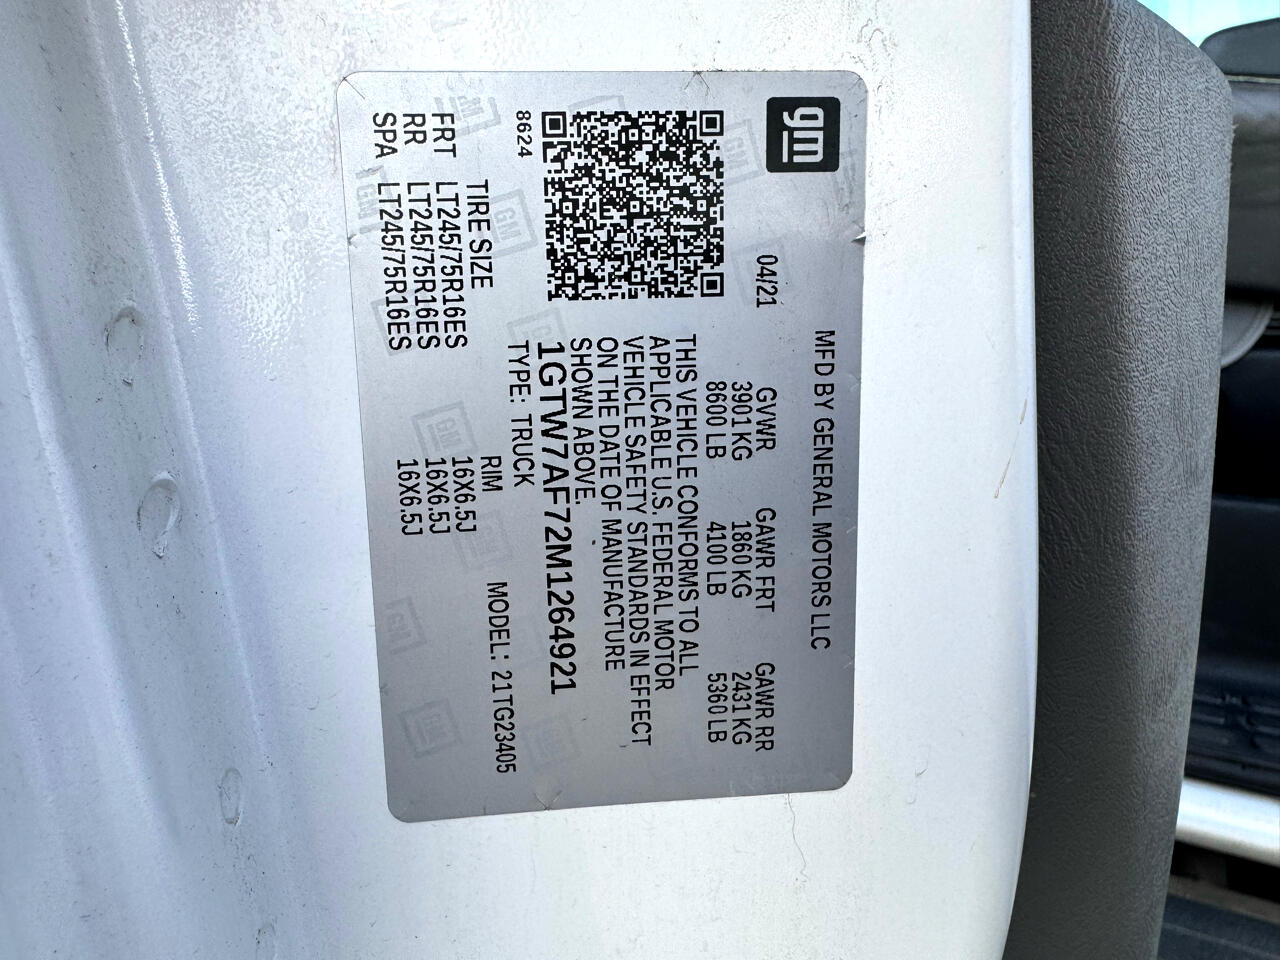 gm
MFD BY GENERAL MOTORS LLC
04/21 GVWR GAWR FRT GAWR RR
3901 KG 1860 KG 2431 KG
8600 LB 4100 LB 5360 LB
THIS VEHICLE CONFORMS TO ALL
APPLICABLE U.S. FEDERAL MOTOR
VEHICLE SAFETY STANDARDS IN EFFECT
ON THE DATE OF MANUFACTURE
SHOWN ABOVE.
1GTW7AF72M1264921
8624 TYPE: TRUCK MODEL: 21TG23405
TIRE SIZE RIM
FRT LT245/75R16ES 16X6.5J
RR LT245/75R16ES 16X6.5J
SPA LT245/75R16ES 16X6.5J